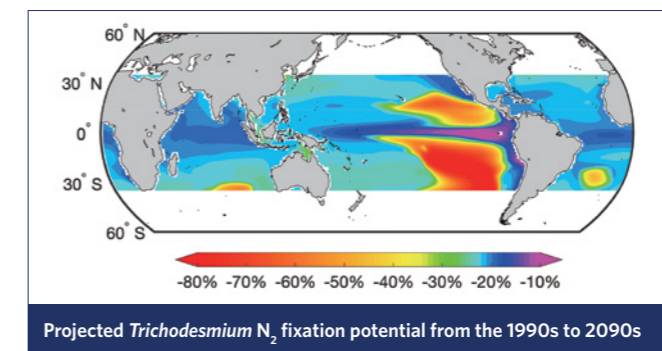 60° N
30° N
0°
30° S
60° S
-80% -70% -60% -50% -40% -30% -20% -10%
Projected Trichodesmium N₂ fixation potential from the 1990s to 2090s